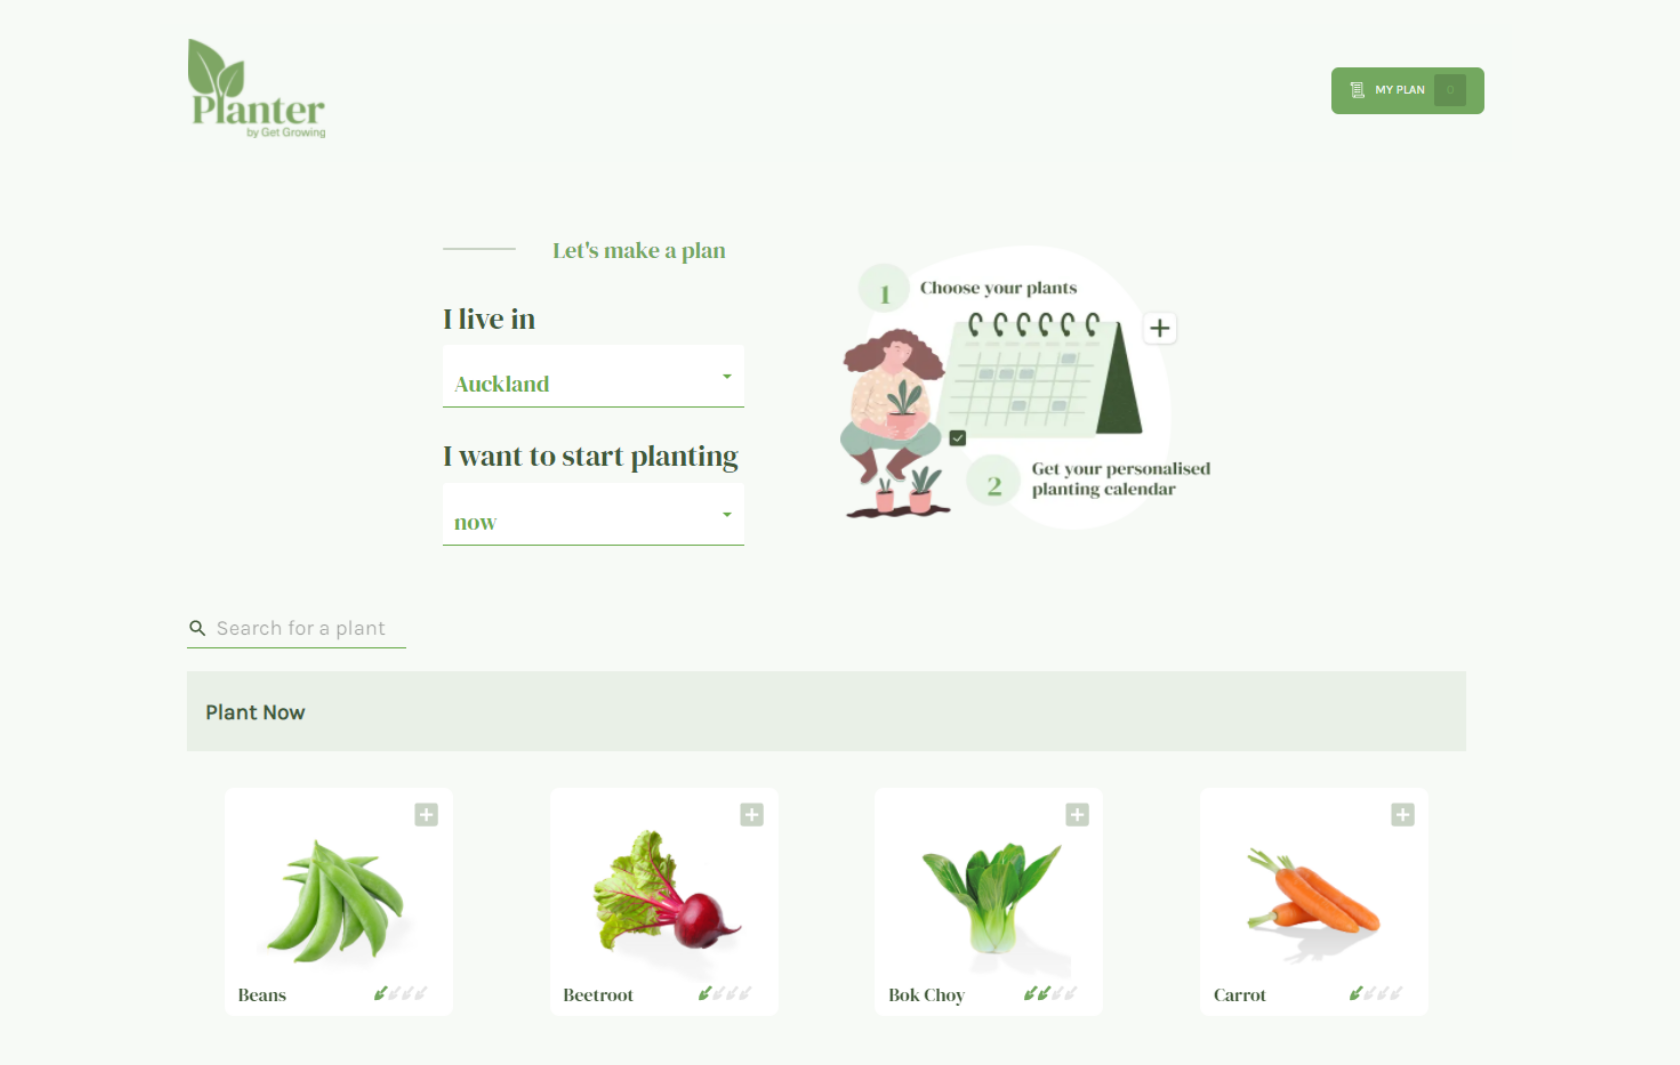 Planter
by Get Growing
MY PLAN 0
Let's make a plan
I live in
Auckland
I want to start planting
now
1 Choose your plants
2 Get your personalised
planting calendar
Search for a plant
Plant Now
Beans
Beetroot
Bok Choy
Carrot